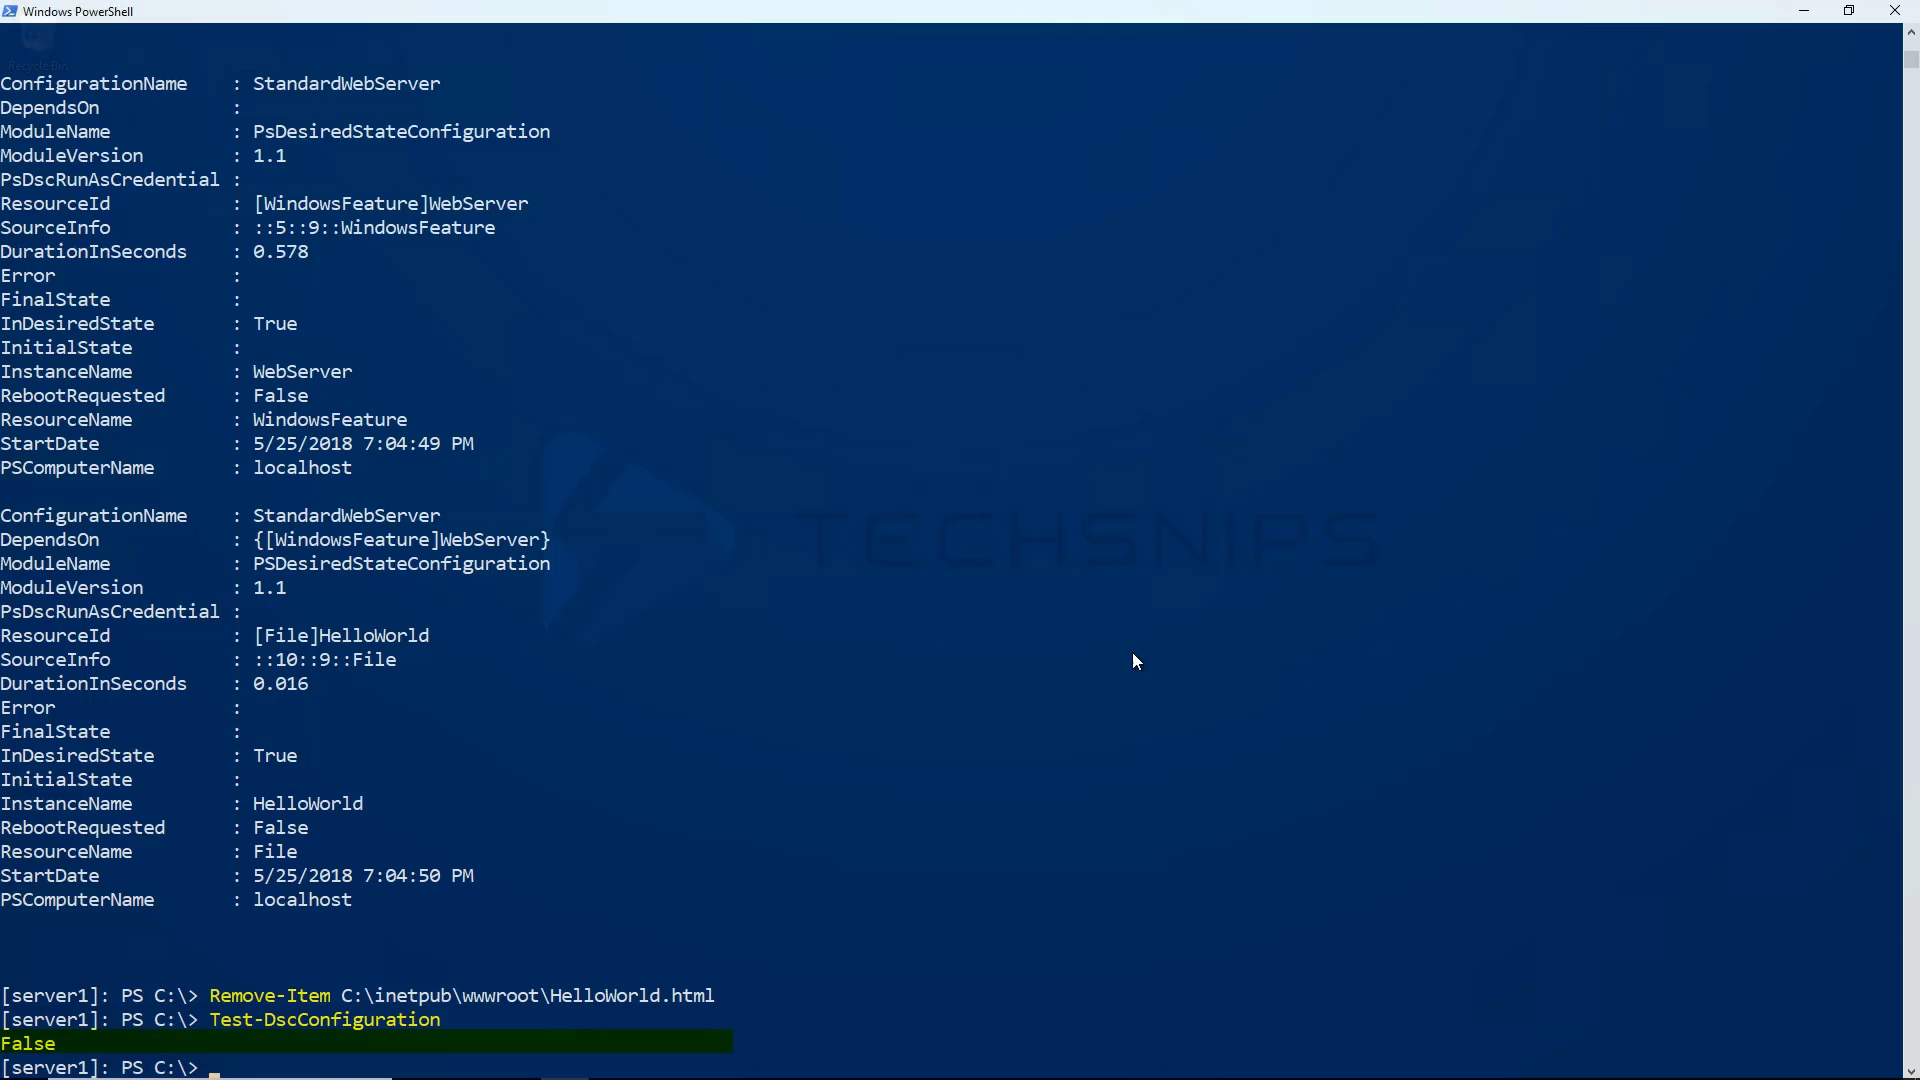 Windows PowerShell
Recycle Bin
ConfigurationName    : StandardWebServer
DependsOn            :
ModuleName           : PsDesiredStateConfiguration
ModuleVersion        : 1.1
PsDscRunAsCredential :
ResourceId           : [WindowsFeature]WebServer
SourceInfo           : ::5::9::WindowsFeature
DurationInSeconds    : 0.578
Error                :
FinalState           :
InDesiredState       : True
InitialState         :
InstanceName         : WebServer
RebootRequested      : False
ResourceName         : WindowsFeature
StartDate            : 5/25/2018 7:04:49 PM
PSComputerName       : localhost
ConfigurationName    : StandardWebServer
DependsOn            : {[WindowsFeature]WebServer}
TECHSNIPS
ModuleName           : PSDesiredStateConfiguration
ModuleVersion        : 1.1
PsDscRunAsCredential :
ResourceId           : [File]HelloWorld
SourceInfo           : ::10::9::File
DurationInSeconds    : 0.016
Error                :
FinalState           :
InDesiredState       : True
InitialState         :
InstanceName         : HelloWorld
RebootRequested      : False
ResourceName         : File
StartDate            : 5/25/2018 7:04:50 PM
PSComputerName       : localhost
[server1]: PS C:\> Remove-Item C:\inetpub\wwwroot\HelloWorld.html
[server1]: PS C:\> Test-DscConfiguration
False
[server1]: PS C:\>